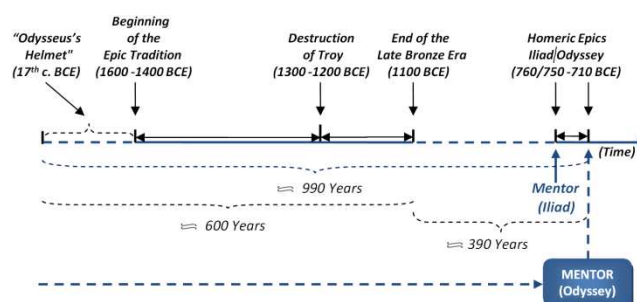 “Odysseus's
Helmet"
(17th c. BCE)
Beginning
of the
Epic Tradition
(1600 -1400 BCE)
Destruction
of Troy
(1300 -1200 BCE)
End of the
Late Bronze Era
(1100 BCE)
Homeric Epics
Iliad/Odyssey
(760/750 -710 BCE)
(Time)
≈ 990 Years
Mentor
(Iliad)
≈ 600 Years
≈ 390 Years
MENTOR
(Odyssey)